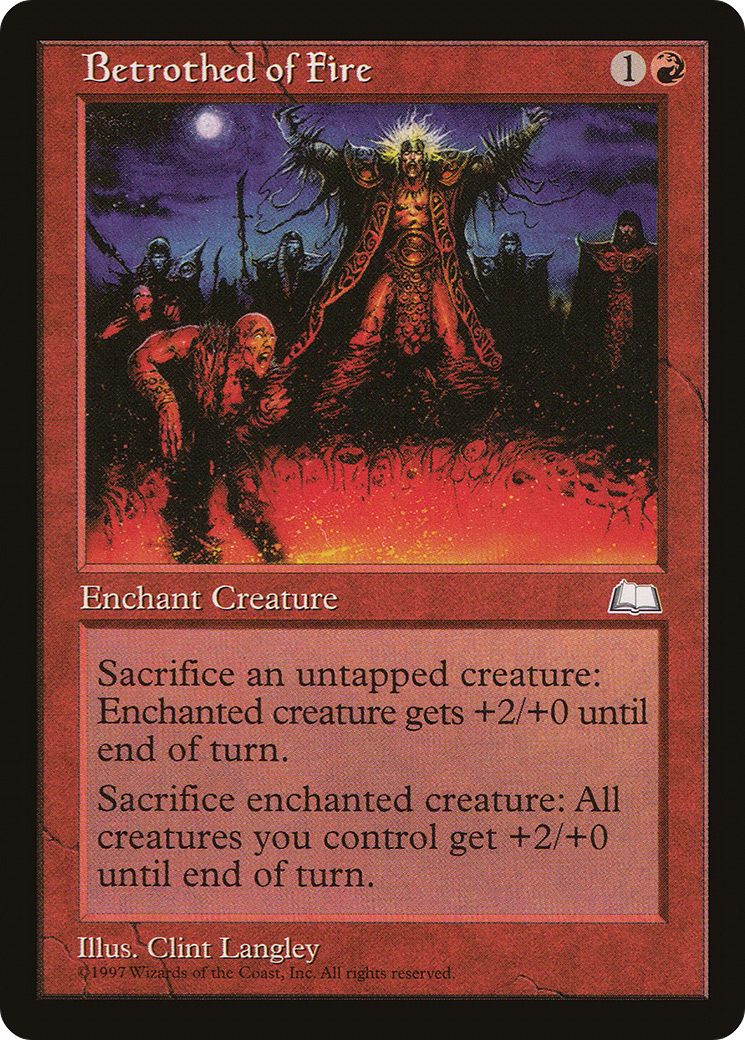 Betrothed of Fire
1
Enchant Creature
Sacrifice an untapped creature:
Enchanted creature gets +2/+0 until
end of turn.
Sacrifice enchanted creature: All
creatures you control get +2/+0
until end of turn.
Illus. Clint Langley
©1997 Wizards of the Coast, Inc. All rights reserved.